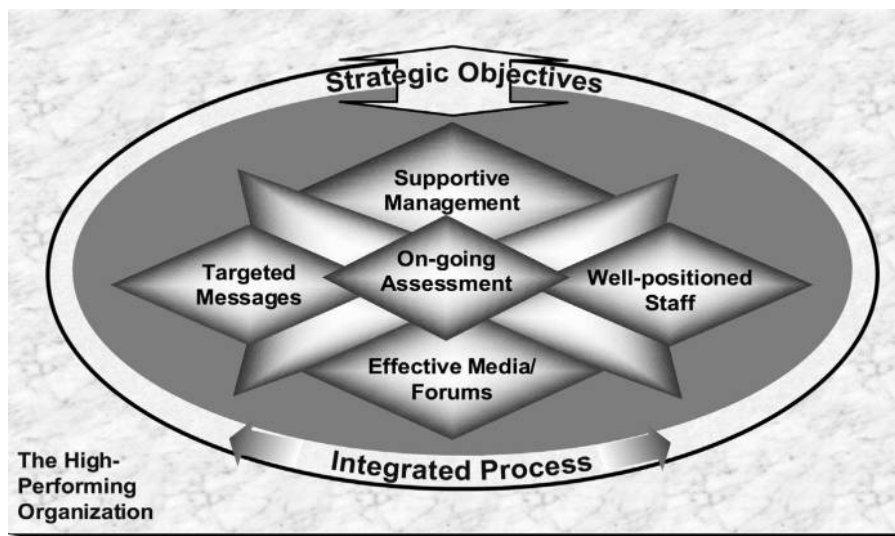 Strategic Objectives
Supportive
Management
Targeted
Messages
On-going
Assessment
Well-positioned
Staff
Effective Media/
Forums
Integrated Process
The High-
Performing
Organization